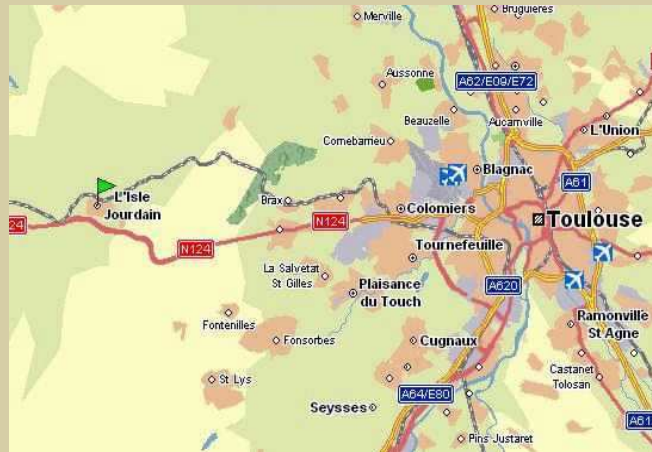 Merville
Bruguieres
Aussonne
A62/E09/E72
Beauzelle
Aucamville
L'Union
Cornebarrieu
Blagnac
A61
L'Isle
Jourdain
Brax
Colomiers
Toulouse
24
N124
N124
Tournefeuille
La Salvetat
St Gilles
Plaisance
du Touch
A620
Fontenilles
Ramonville
St Agne
Fonsorbes
Cugnaux
St Lys
Castanet
Tolosan
A64/E80
Seysses
A61
Pins Justaret